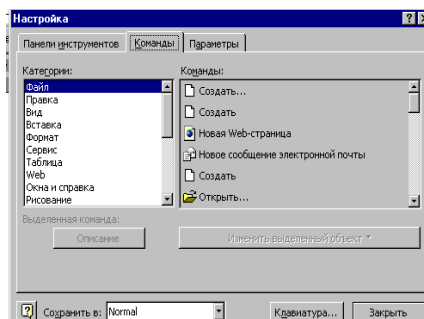 Настройка
Панели инструментов Команды Параметры
Категории: Команды:
Файл
Правка
Вид
Вставка
Формат
Сервис
Таблица
Web
Окна и справка
Рисование
Создать...
Создать
Новая Web-страница
Новое сообщение электронной почты
Создать
Открыть...
Выделенная команда:
Описание Изменить выделенный объект
Сохранить в: Normal Клавиатура... Закрыть